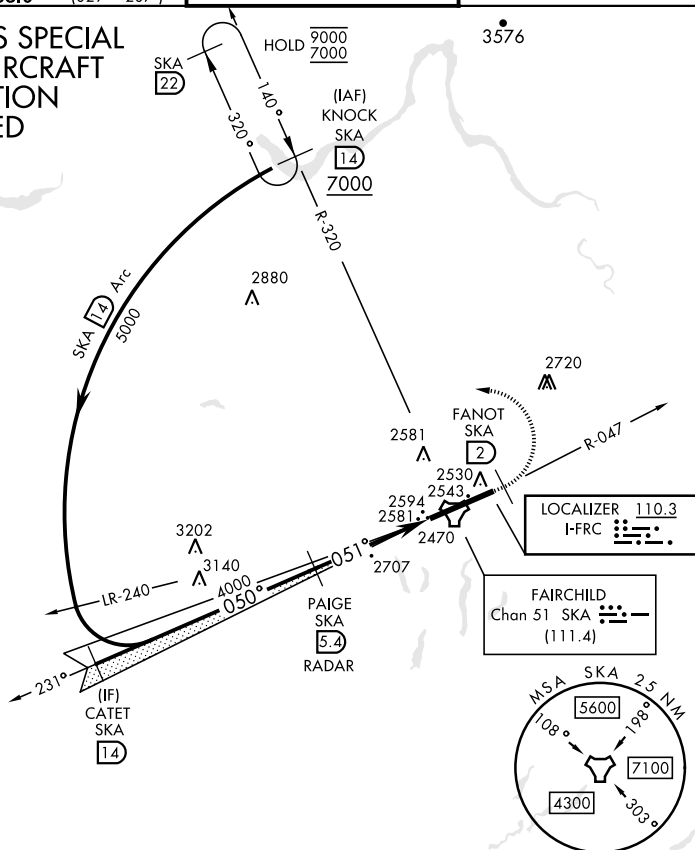 S SPECIAL
RCRAFT
TION
ED
HOLD 9000
7000
3576
SKA
22
140°
320°
(IAF)
KNOCK
SKA
14
7000
R-320
2880
SKA 14 Arc
5000
2720
FANOT
SKA
2
2581
R-047
2530
2543
2594
2581
2470
LOCALIZER 110.3
I-FRC
3202
3140
051°
2707
LR-240
4000
050°
PAIGE
SKA
5.4
RADAR
FAIRCHILD
Chan 51 SKA
(111.4)
231°
(IF)
CATET
SKA
14
MSA SKA 25 NM
5600
108°
198°
7100
4300
303°